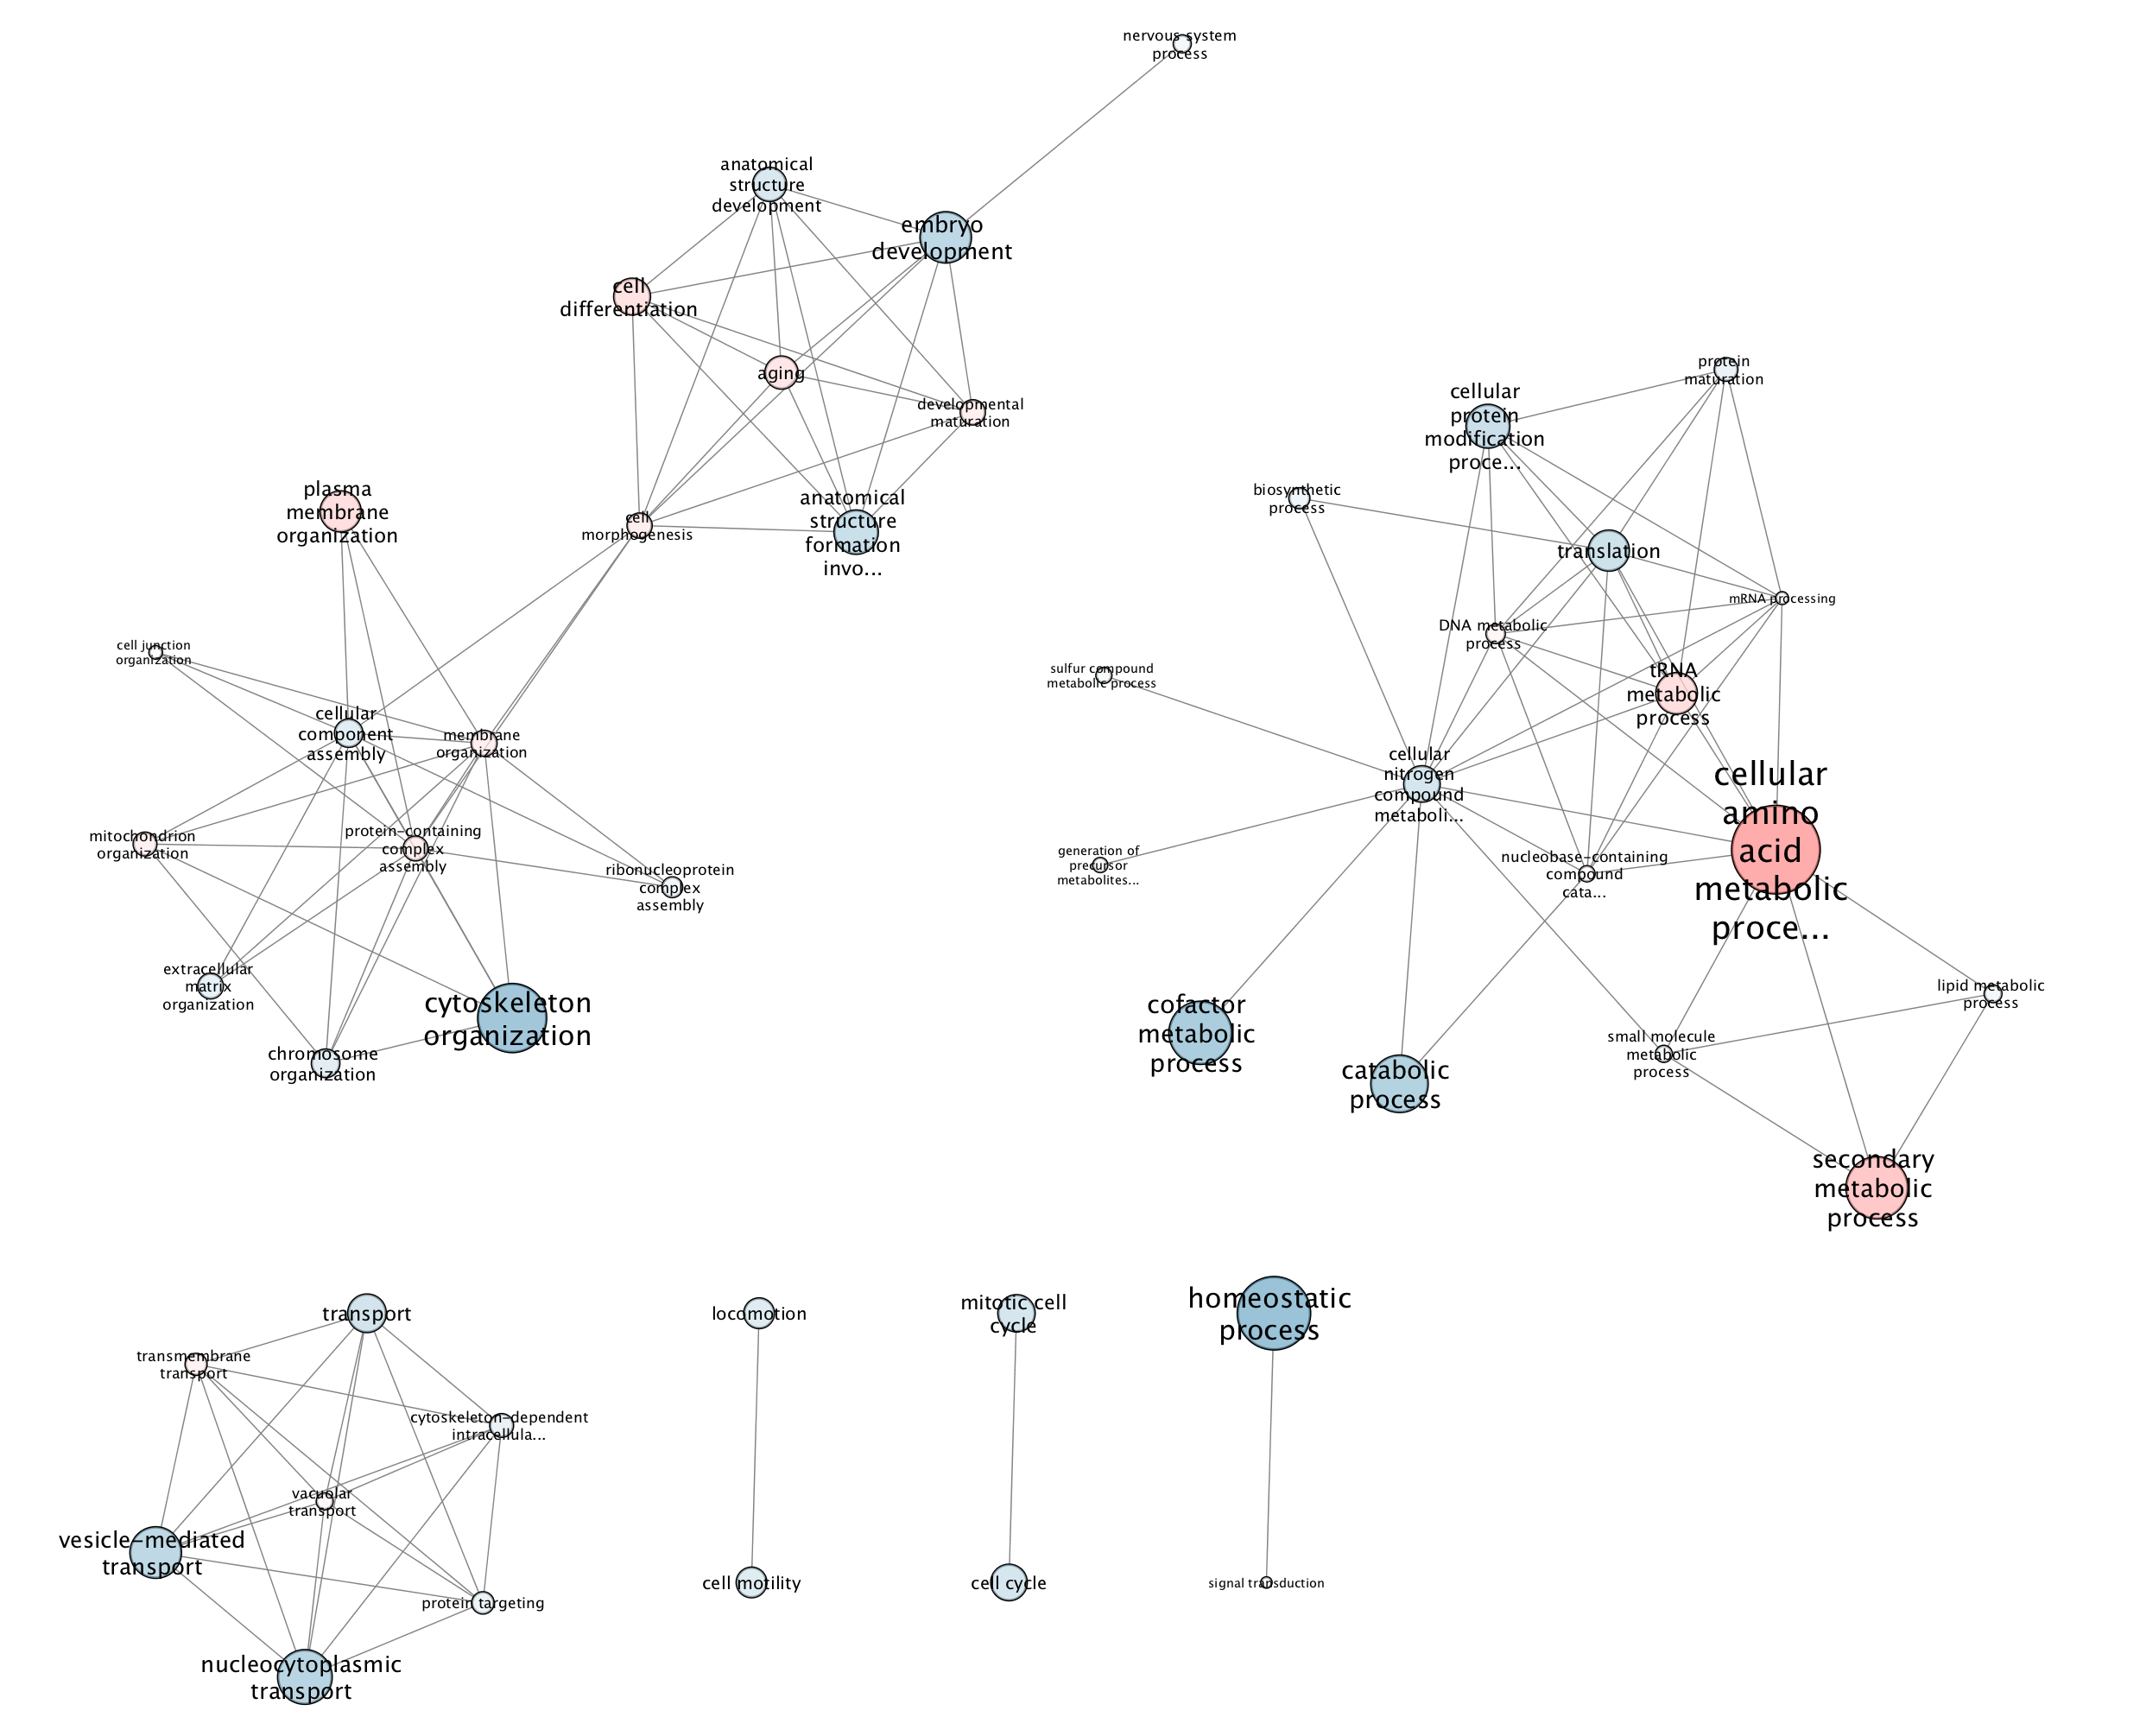 nervous system
process
anatomical
structure
development
embryo
development
cell
differentiation
aging
developmental
maturation
cell
morphogenesis
anatomical
structure
formation
invo...
plasma
membrane
organization
cell junction
organization
cellular
component
assembly
membrane
organization
mitochondrion
organization
protein-containing
complex
assembly
ribonucleoprotein
complex
assembly
extracellular
matrix
organization
cytoskeleton
organization
chromosome
organization
protein
maturation
cellular
protein
modification
proce...
biosynthetic
process
translation
mRNA processing
DNA metabolic
process
sulfur compound
metabolic process
tRNA
metabolic
process
cellular
nitrogen
compound
metaboli...
cellular
amino
acid
metabolic
proce...
generation of
precursor
metabolites...
nucleobase-containing
compound
cata...
cofactor
metabolic
process
catabolic
process
lipid metabolic
process
small molecule
metabolic
process
secondary
metabolic
process
transport
transmembrane
transport
cytoskeleton-dependent
intracellula...
vacuolar
transport
vesicle-mediated
transport
protein targeting
nucleocytoplasmic
transport
locomotion
cell motility
mitotic cell
cycle
cell cycle
homeostatic
process
signal transduction